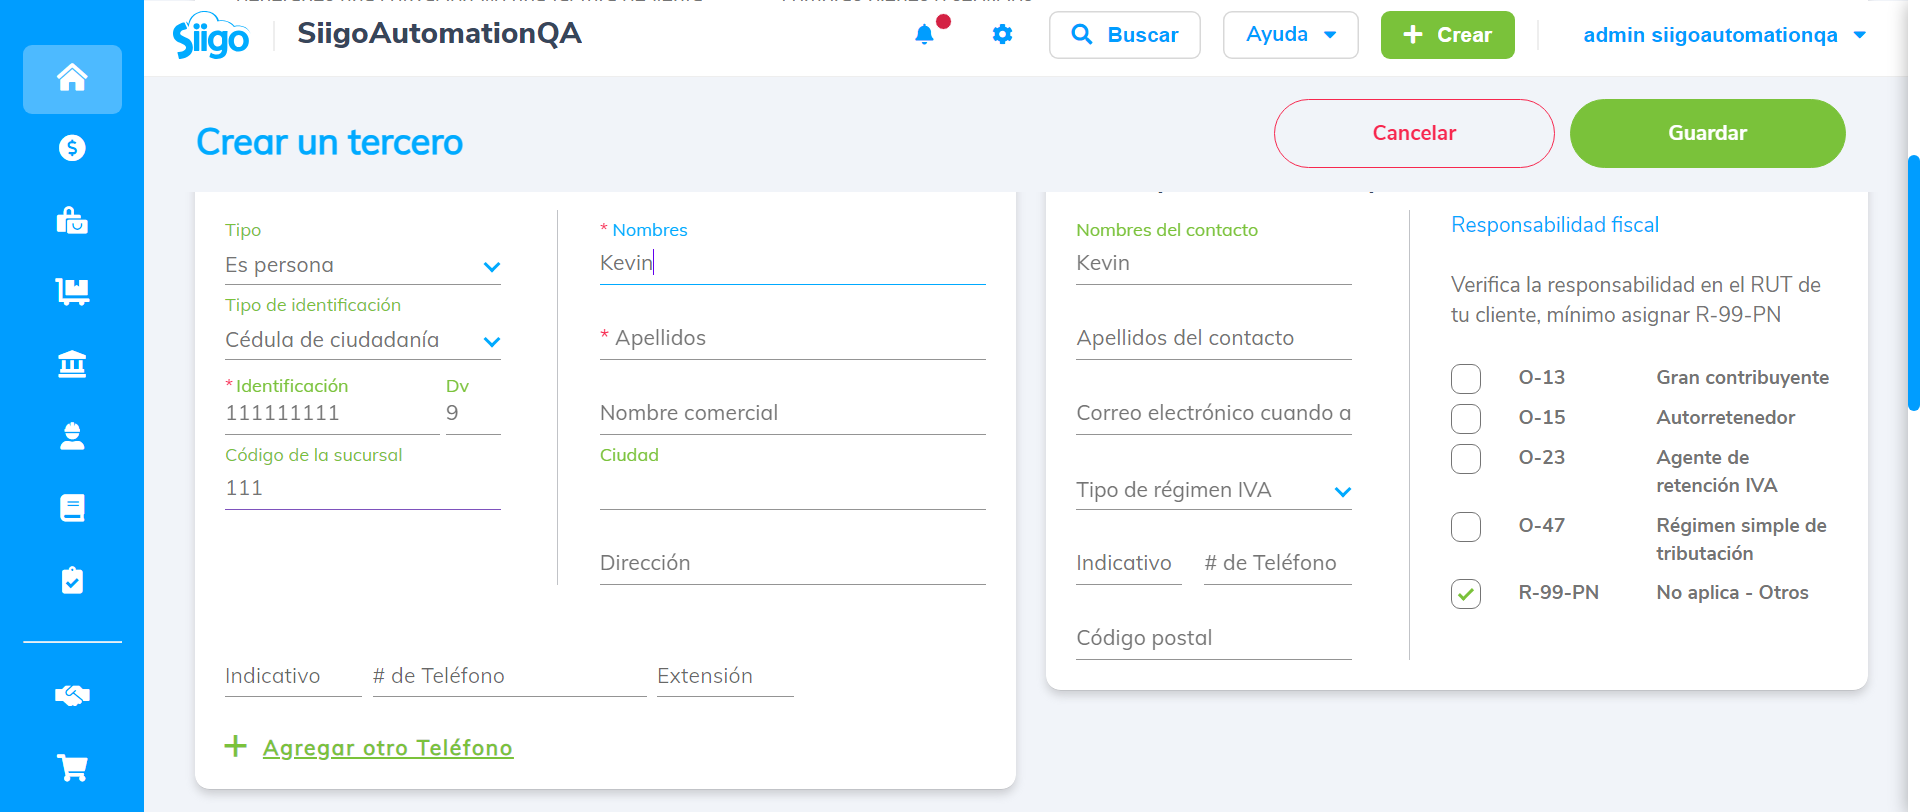 Siigo
SiigoAutomationQA
Buscar
Ayuda
Crear
admin siigoautomationqa
Crear un tercero
Cancelar
Guardar
Tipo
Es persona
Tipo de identificación
Cédula de ciudadanía
* Identificación
Dv
111111111
9
Código de la sucursal
111
* Nombres
Kevin
* Apellidos
Nombre comercial
Ciudad
Dirección
Indicativo
# de Teléfono
Extensión
Agregar otro Teléfono
Nombres del contacto
Kevin
Apellidos del contacto
Correo electrónico cuando a
Tipo de régimen IVA
Indicativo
# de Teléfono
Código postal
Responsabilidad fiscal
Verifica la responsabilidad en el RUT de
tu cliente, mínimo asignar R-99-PN
O-13 Gran contribuyente
O-15 Autorretenedor
O-23 Agente de
retención IVA
O-47 Régimen simple de
tributación
R-99-PN No aplica - Otros